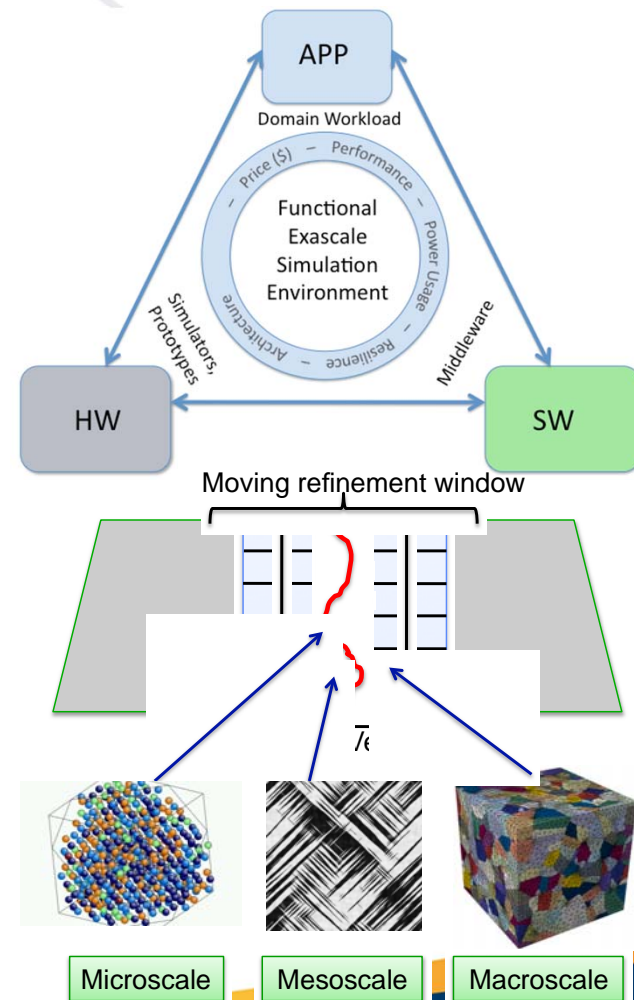 APP
Domain Workload
– Price ($) – Performance – Power Usage – Resilience – Architecture
Functional
Exascale
Simulation
Environment
Simulators,
Prototypes
Middleware
HW
SW
Moving refinement window
Microscale
Mesoscale
Macroscale